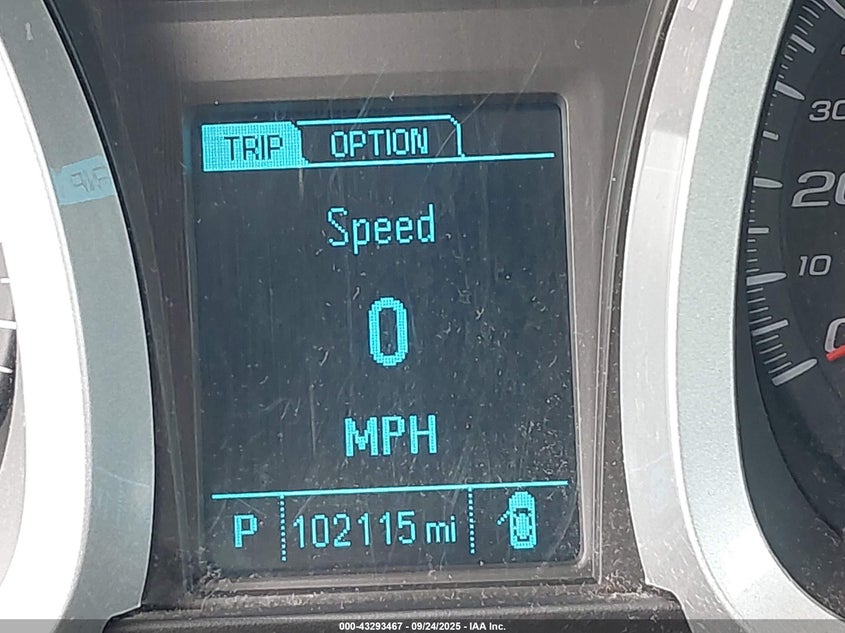 TRIP OPTION
Speed
0
MPH
P 102115 mi
30
20
10
000-43293467 - 09/24/2025 - IAA Inc.